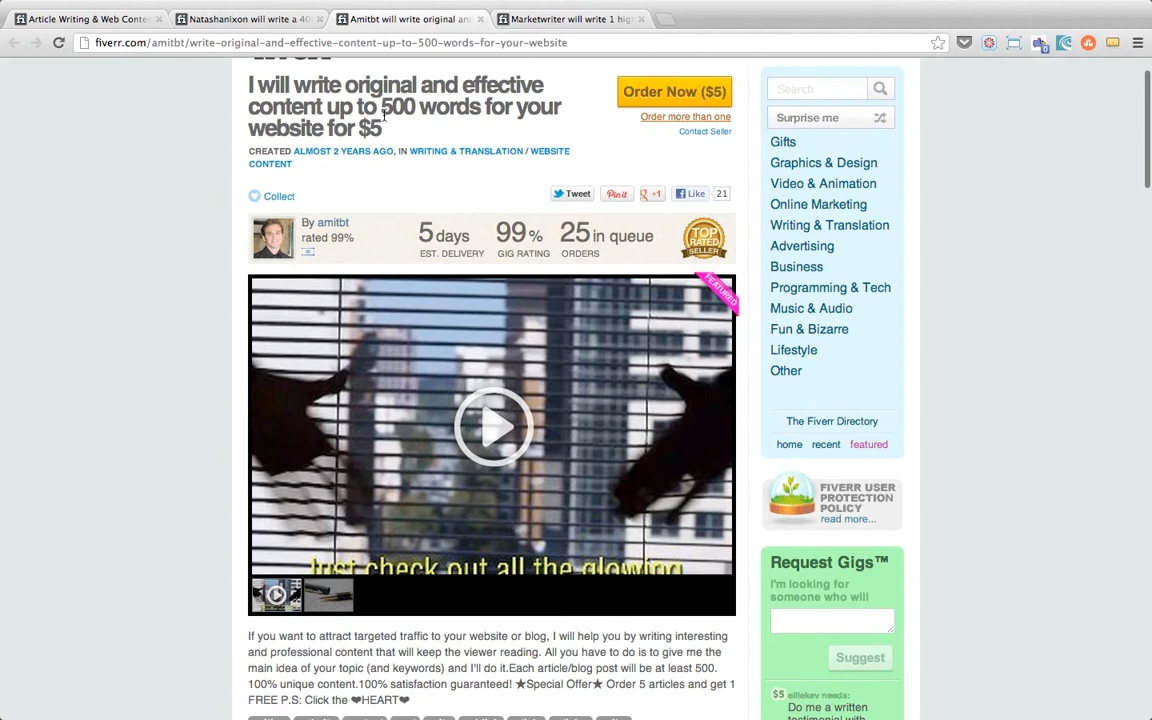 Article Writing & Web Conten
Natashanixon will write a 40
Amitbt will write original and
Marketwriter will write 1 hig
fiverr.com/amitbt/write-original-and-effective-content-up-to-500-words-for-your-website
I will write original and effective
content up to 500 words for your
website for $5
CREATED ALMOST 2 YEARS AGO, IN WRITING & TRANSLATION / WEBSITE
CONTENT
Order Now ($5)
Order more than one
Contact Seller
Collect
Tweet
Pin it
g +1
Like
21
By amitbt
rated 99%
5 days
EST. DELIVERY
99 %
GIG RATING
25 in queue
ORDERS
TOP
RATED
SELLER
FEATURED
Just check out all the glowing
If you want to attract targeted traffic to your website or blog, I will help you by writing interesting
and professional content that will keep the viewer reading. All you have to do is to give me the
main idea of your topic (and keywords) and I'll do it.Each article/blog post will be at least 500.
100% unique content.100% satisfaction guaranteed! ★Special Offer★ Order 5 articles and get 1
FREE P.S: Click the ❤HEART❤
Search
Surprise me
Gifts
Graphics & Design
Video & Animation
Online Marketing
Writing & Translation
Advertising
Business
Programming & Tech
Music & Audio
Fun & Bizarre
Lifestyle
Other
The Fiverr Directory
home recent featured
FIVERR USER
PROTECTION
POLICY
read more...
Request Gigs™
I'm looking for
someone who will
Suggest
$5 elliekev needs:
Do me a written
testimonial with